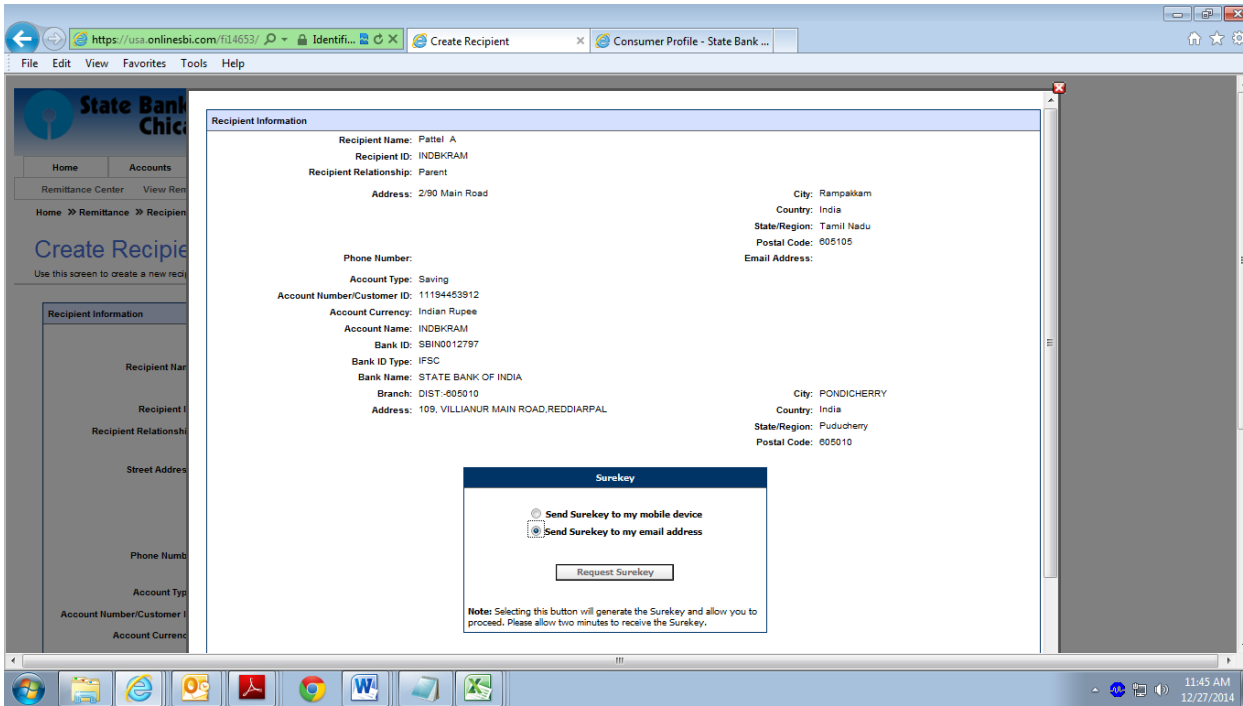 https://usa.onlinesbi.com/fi14653/ Identifi... Create Recipient Consumer Profile - State Bank ...
File Edit View Favorites Tools Help
State Bank
Chica
Home Accounts
Remittance Center View Rem
Home >> Remittance >> Recipien
Create Recipie
Use this screen to create a new recip
Recipient Information
Recipient Nam
Recipient I
Recipient Relationshi
Street Addres
Phone Numb
Account Typ
Account Number/Customer I
Account Currenc
Recipient Information
Recipient Name: Pattel A
Recipient ID: INDBKRAM
Recipient Relationship: Parent
Address: 2/90 Main Road City: Rampakkam
Country: India
State/Region: Tamil Nadu
Postal Code: 605105
Phone Number: Email Address:
Account Type: Saving
Account Number/Customer ID: 11194453912
Account Currency: Indian Rupee
Account Name: INDBKRAM
Bank ID: SBIN0012797
Bank ID Type: IFSC
Bank Name: STATE BANK OF INDIA
Branch: DIST:-605010 City: PONDICHERRY
Address: 109, VILLIANUR MAIN ROAD,REDDIARPAL Country: India
State/Region: Puducherry
Postal Code: 605010
Surekey
Send Surekey to my mobile device
Send Surekey to my email address
Request Surekey
Note: Selecting this button will generate the Surekey and allow you to
proceed. Please allow two minutes to receive the Surekey.
11:45 AM
12/27/2014